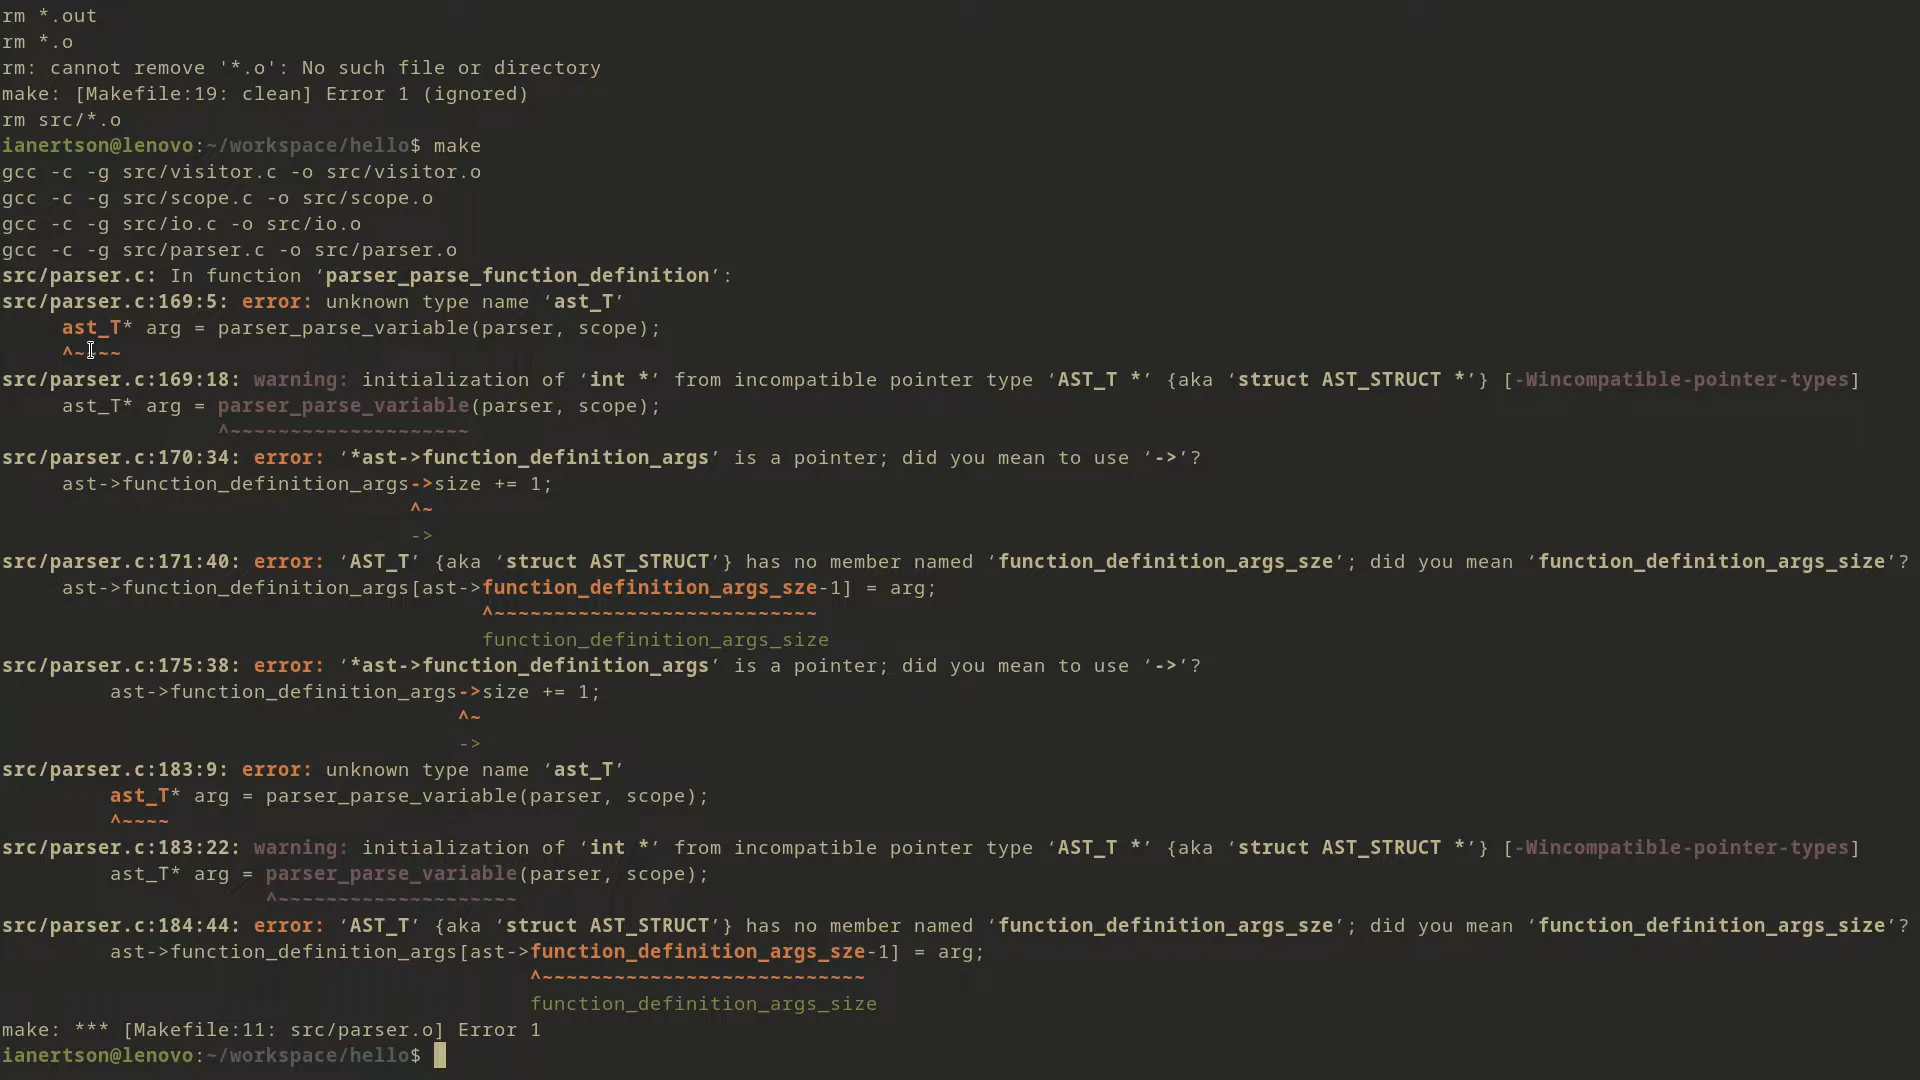 rm *.out
rm *.o
rm: cannot remove '*.o': No such file or directory
make: [Makefile:19: clean] Error 1 (ignored)
rm src/*.o
ianertson@lenovo:~/workspace/hello$ make
gcc -c -g src/visitor.c -o src/visitor.o
gcc -c -g src/scope.c -o src/scope.o
gcc -c -g src/io.c -o src/io.o
gcc -c -g src/parser.c -o src/parser.o
src/parser.c: In function ‘parser_parse_function_definition’:
src/parser.c:169:5: error: unknown type name ‘ast_T’
     ast_T* arg = parser_parse_variable(parser, scope);
     ^~~~~
src/parser.c:169:18: warning: initialization of ‘int *’ from incompatible pointer type ‘AST_T *’ {aka ‘struct AST_STRUCT *’} [-Wincompatible-pointer-types]
     ast_T* arg = parser_parse_variable(parser, scope);
                  ^~~~~~~~~~~~~~~~~~~~~
src/parser.c:170:34: error: ‘*ast->function_definition_args’ is a pointer; did you mean to use ‘->’?
     ast->function_definition_args->size += 1;
                                  ^~
                                  ->
src/parser.c:171:40: error: ‘AST_T’ {aka ‘struct AST_STRUCT’} has no member named ‘function_definition_args_sze’; did you mean ‘function_definition_args_size’?
     ast->function_definition_args[ast->function_definition_args_sze-1] = arg;
                                        ^~~~~~~~~~~~~~~~~~~~~~~~~~~~
                                        function_definition_args_size
src/parser.c:175:38: error: ‘*ast->function_definition_args’ is a pointer; did you mean to use ‘->’?
         ast->function_definition_args->size += 1;
                                      ^~
                                      ->
src/parser.c:183:9: error: unknown type name ‘ast_T’
         ast_T* arg = parser_parse_variable(parser, scope);
         ^~~~~
src/parser.c:183:22: warning: initialization of ‘int *’ from incompatible pointer type ‘AST_T *’ {aka ‘struct AST_STRUCT *’} [-Wincompatible-pointer-types]
         ast_T* arg = parser_parse_variable(parser, scope);
                      ^~~~~~~~~~~~~~~~~~~~~
src/parser.c:184:44: error: ‘AST_T’ {aka ‘struct AST_STRUCT’} has no member named ‘function_definition_args_sze’; did you mean ‘function_definition_args_size’?
         ast->function_definition_args[ast->function_definition_args_sze-1] = arg;
                                            ^~~~~~~~~~~~~~~~~~~~~~~~~~~~
                                            function_definition_args_size
make: *** [Makefile:11: src/parser.o] Error 1
ianertson@lenovo:~/workspace/hello$